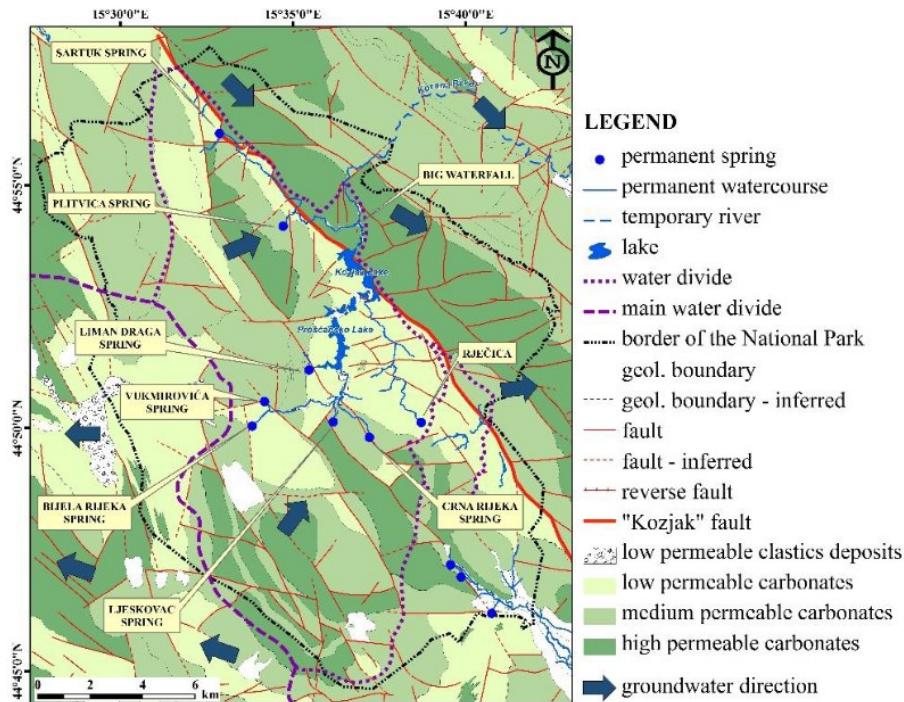 15°30'0"E
15°35'0"E
15°40'0"E
SARTUK SPRING
N
Korana River
44°55'0"N
BIG WATERFALL
PLITVICA SPRING
Kozjak Lake
Prošćansko Lake
LIMAN DRAGA
SPRING
RJEČICA
VUKMIROVIĆA
SPRING
44°50'0"N
BIJELA RIJEKA
SPRING
CRNA RIJEKA
SPRING
LJESKOVAC
SPRING
44°45'0"N
0 2 4 6
km
LEGEND
permanent spring
permanent watercourse
temporary river
lake
water divide
main water divide
border of the National Park
geol. boundary
geol. boundary - inferred
fault
fault - inferred
reverse fault
"Kozjak" fault
low permeable clastics deposits
low permeable carbonates
medium permeable carbonates
high permeable carbonates
groundwater direction